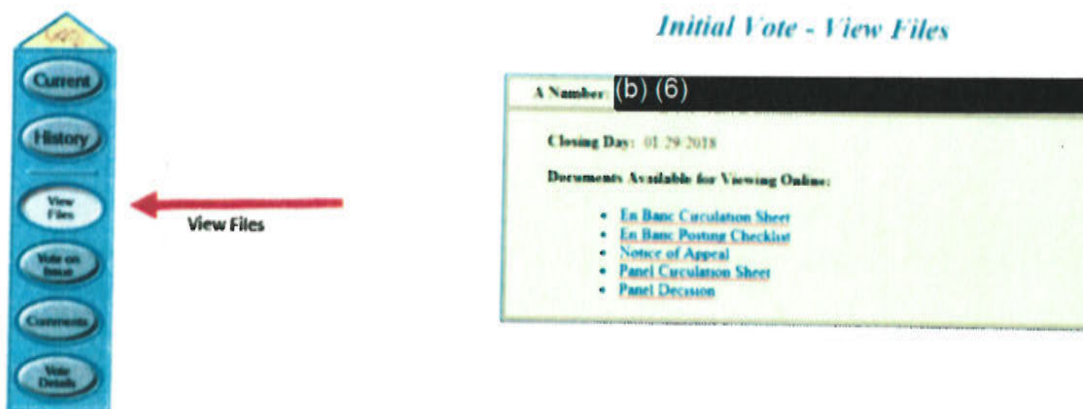 Current
History
View
Files
Vote on
Issue
Comments
Vote
Details
View Files
Initial Vote - View Files
A Number: (b) (6)
Closing Day: 01/29/2018
Documents Available for Viewing Online:
• En Banc Circulation Sheet
• En Banc Posting Checklist
• Notice of Appeal
• Panel Circulation Sheet
• Panel Decision